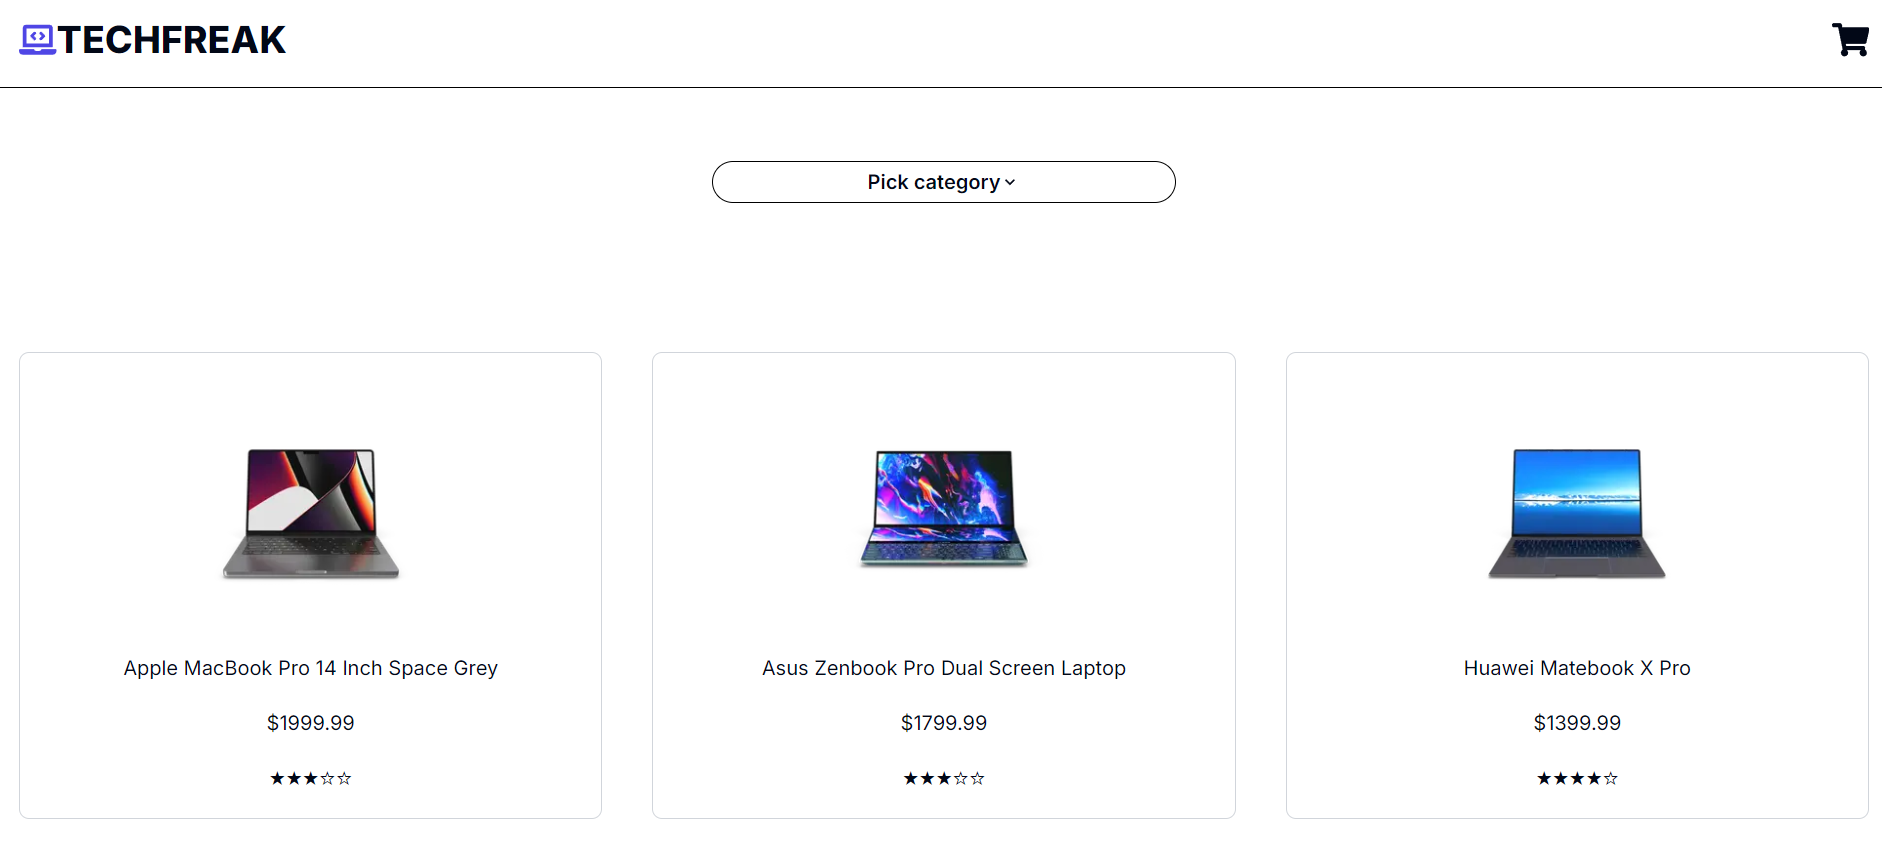 TECHFREAK
Pick category
Apple MacBook Pro 14 Inch Space Grey
$1999.99
★★★☆☆
Asus Zenbook Pro Dual Screen Laptop
$1799.99
★★★☆☆
Huawei Matebook X Pro
$1399.99
★★★★☆